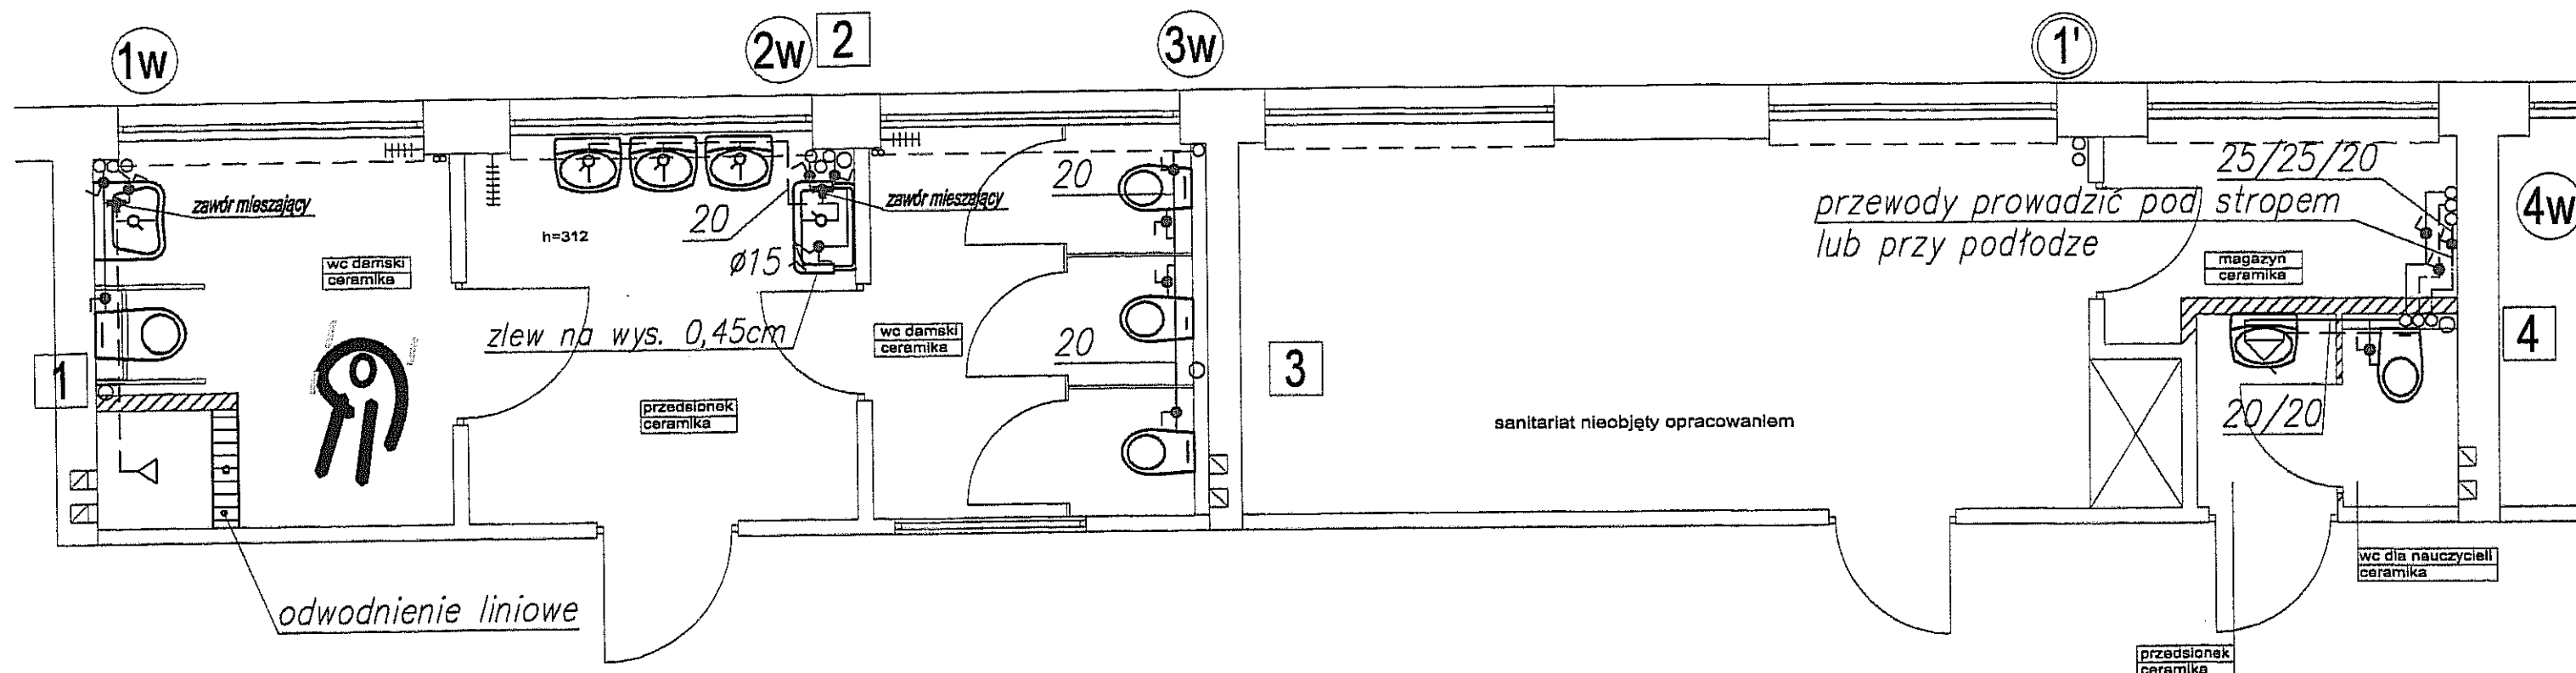 1w
2w
2
3w
1'
zawór mieszający
20
zawór mieszający
20
25/25/20
przewody prowadzić pod stropem
lub przy podłodze
4w
h=312
ø15
wc damski
ceramika
magazyn
ceramika
zlew na wys. 0,45cm
wc damski
ceramika
20
1
3
4
przedsionek
ceramika
sanitariat nieobjęty opracowaniem
20/20
odwodnienie liniowe
wc dla nauczycieli
ceramika
przedsionek
ceramika